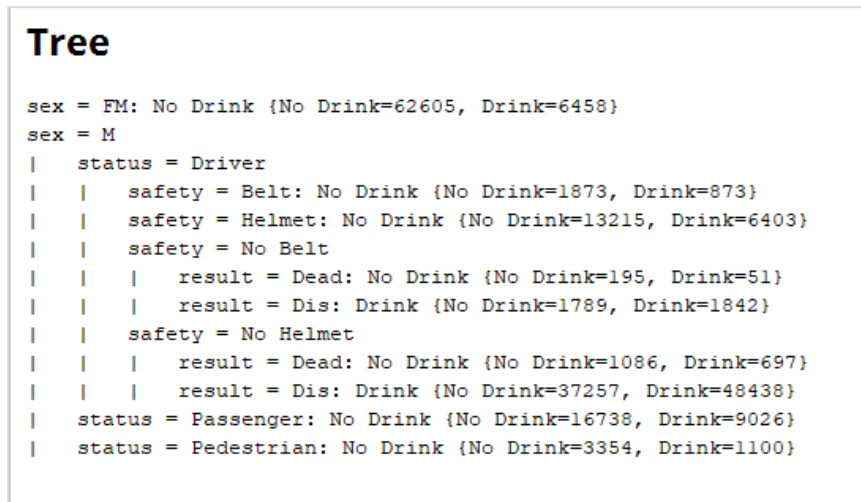 Tree
sex = FM: No Drink {No Drink=62605, Drink=6458}
sex = M
|   status = Driver
|   |   safety = Belt: No Drink {No Drink=1873, Drink=873}
|   |   safety = Helmet: No Drink {No Drink=13215, Drink=6403}
|   |   safety = No Belt
|   |   |   result = Dead: No Drink {No Drink=195, Drink=51}
|   |   |   result = Dis: Drink {No Drink=1789, Drink=1842}
|   |   safety = No Helmet
|   |   |   result = Dead: No Drink {No Drink=1086, Drink=697}
|   |   |   result = Dis: Drink {No Drink=37257, Drink=48438}
|   status = Passenger: No Drink {No Drink=16738, Drink=9026}
|   status = Pedestrian: No Drink {No Drink=3354, Drink=1100}